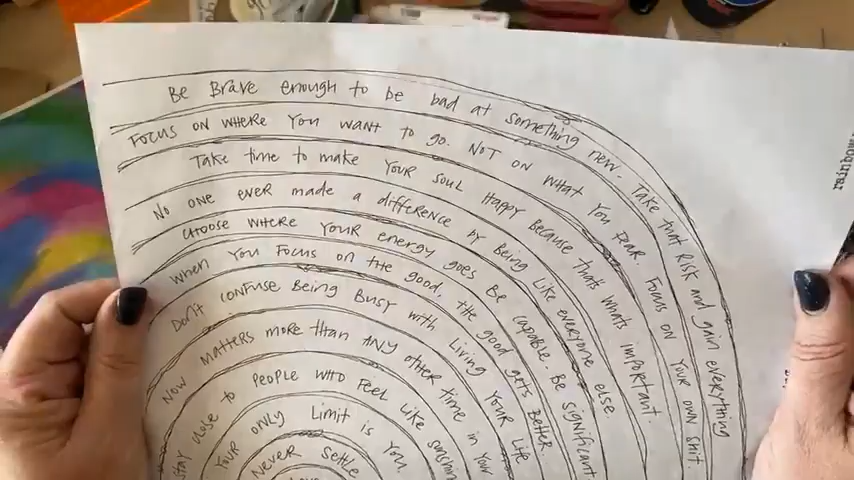 Be Brave enough to be bad at something new. Take that Risk and gain everything
Focus on where you want to go. Not on what you fear. Focus on your own shit.
Take time to make your soul Happy because that's what's important.
No one ever made a difference by Being Like everyone else.
Choose where your energy goes Be capable. Be significant
When you focus on the good, the good gets better.
Don't confuse Being Busy with Living your Life
Now matters more than any other time in your
Stay close to people who feel like sunshine
Your only Limit is you.
Never settle
rainbow